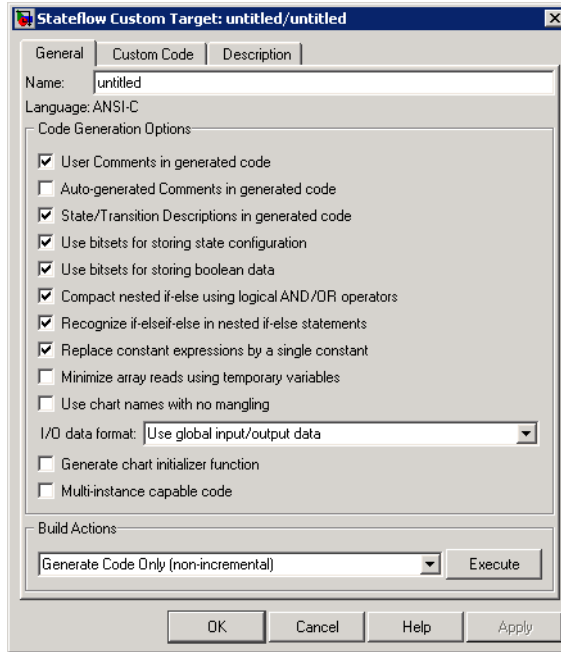 Stateflow Custom Target: untitled/untitled
General Custom Code Description
Name: untitled
Language: ANSI-C
Code Generation Options
User Comments in generated code
Auto-generated Comments in generated code
State/Transition Descriptions in generated code
Use bitsets for storing state configuration
Use bitsets for storing boolean data
Compact nested if-else using logical AND/OR operators
Recognize if-elseif-else in nested if-else statements
Replace constant expressions by a single constant
Minimize array reads using temporary variables
Use chart names with no mangling
I/O data format: Use global input/output data
Generate chart initializer function
Multi-instance capable code
Build Actions
Generate Code Only (non-incremental) Execute
OK Cancel Help Apply